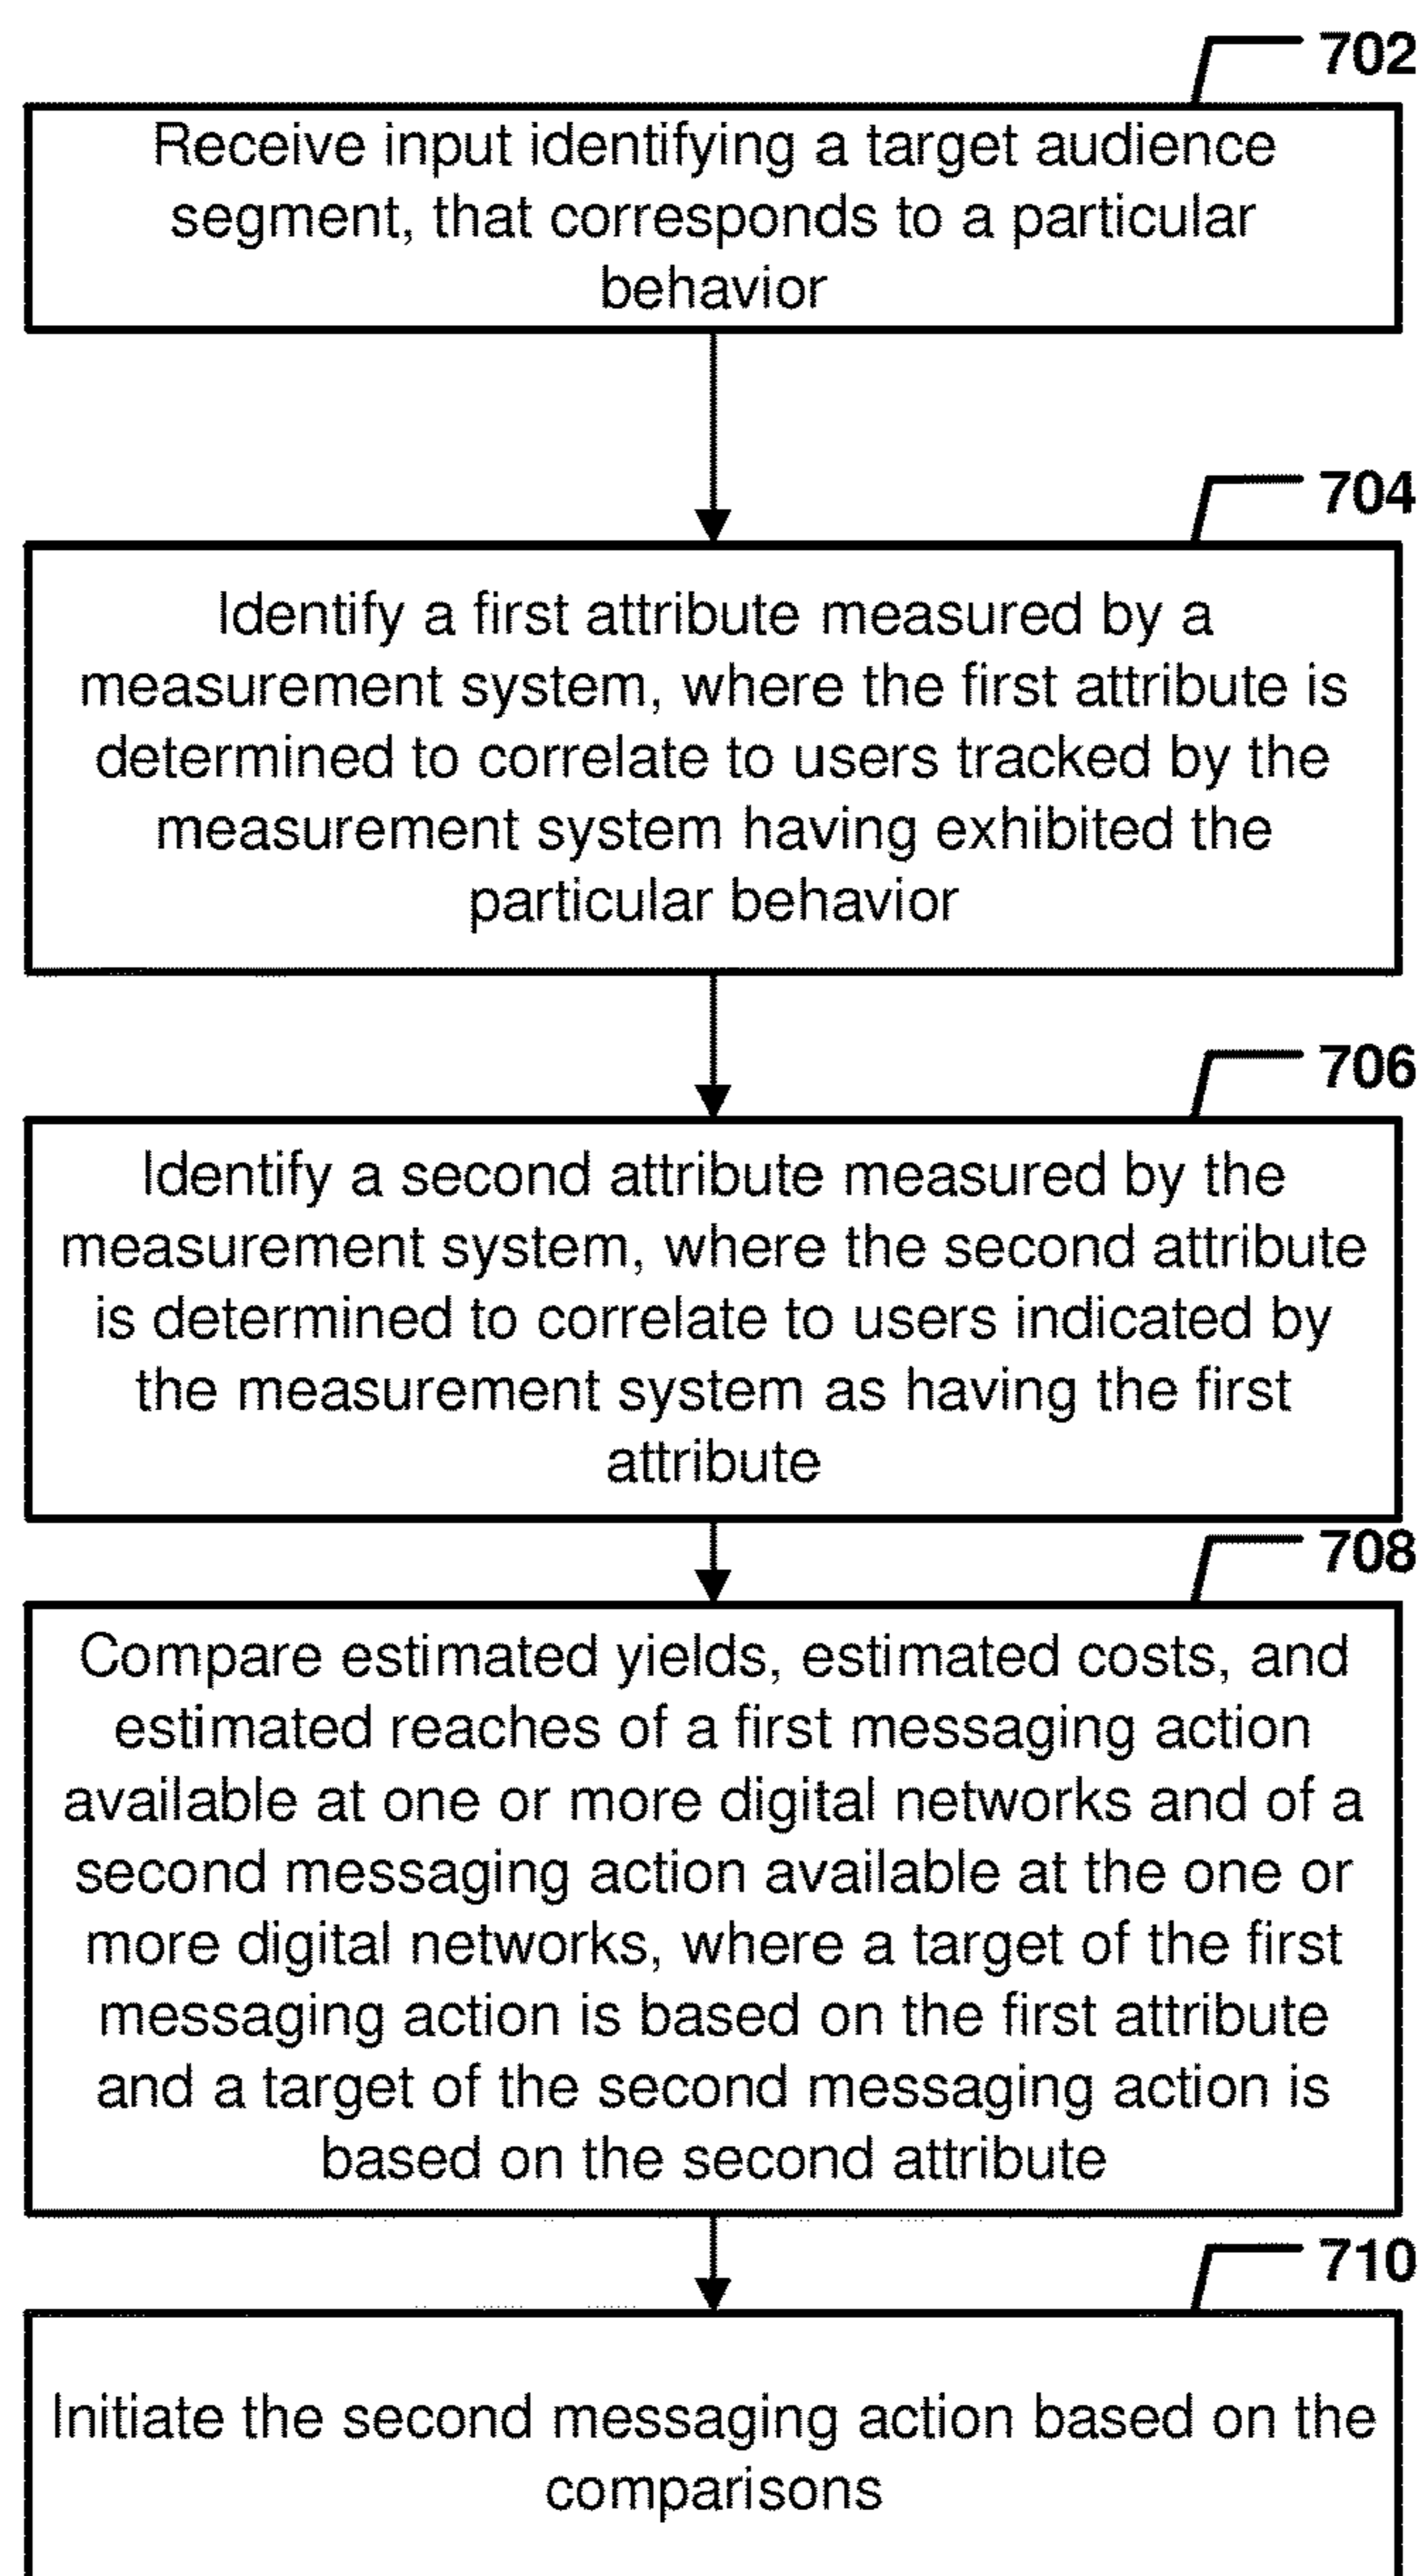 702
Receive input identifying a target audience
segment, that corresponds to a particular
behavior
704
Identify a first attribute measured by a
measurement system, where the first attribute is
determined to correlate to users tracked by the
measurement system having exhibited the
particular behavior
706
Identify a second attribute measured by the
measurement system, where the second attribute
is determined to correlate to users indicated by
the measurement system as having the first
attribute
708
Compare estimated yields, estimated costs, and
estimated reaches of a first messaging action
available at one or more digital networks and of a
second messaging action available at the one or
more digital networks, where a target of the first
messaging action is based on the first attribute
and a target of the second messaging action is
based on the second attribute
710
Initiate the second messaging action based on the
comparisons